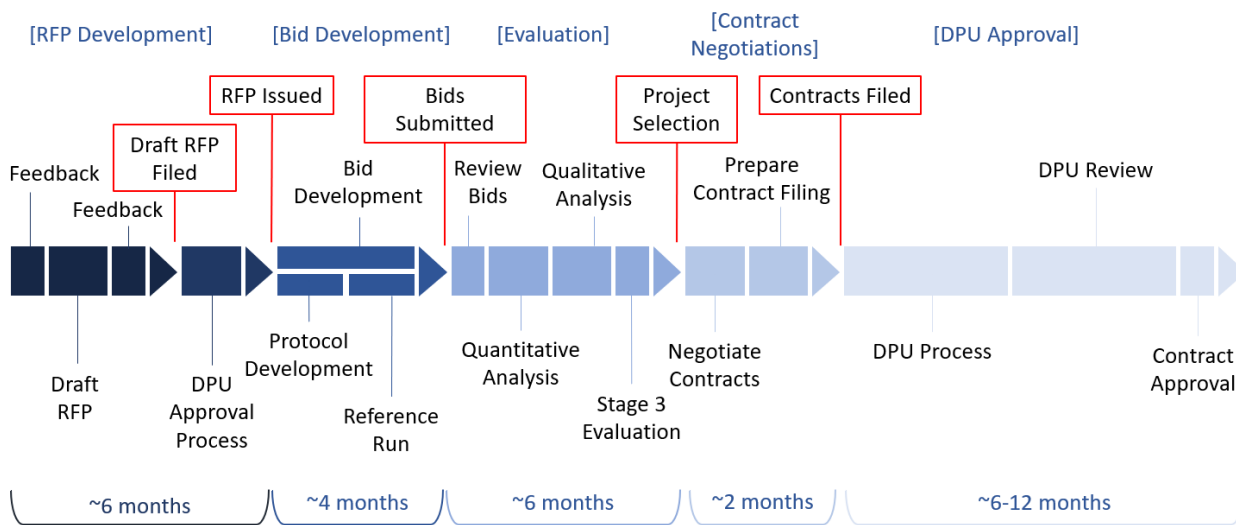 [RFP Development]
[Bid Development]
[Evaluation]
[Contract
Negotiations]
[DPU Approval]
RFP Issued
Bids
Submitted
Project
Selection
Contracts Filed
Draft RFP
Filed
Feedback
Feedback
Bid
Development
Review
Bids
Qualitative
Analysis
Prepare
Contract Filing
DPU Review
Draft
RFP
DPU
Approval
Process
Protocol
Development
Reference
Run
Quantitative
Analysis
Stage 3
Evaluation
Negotiate
Contracts
DPU Process
Contract
Approval
~6 months
~4 months
~6 months
~2 months
~6-12 months